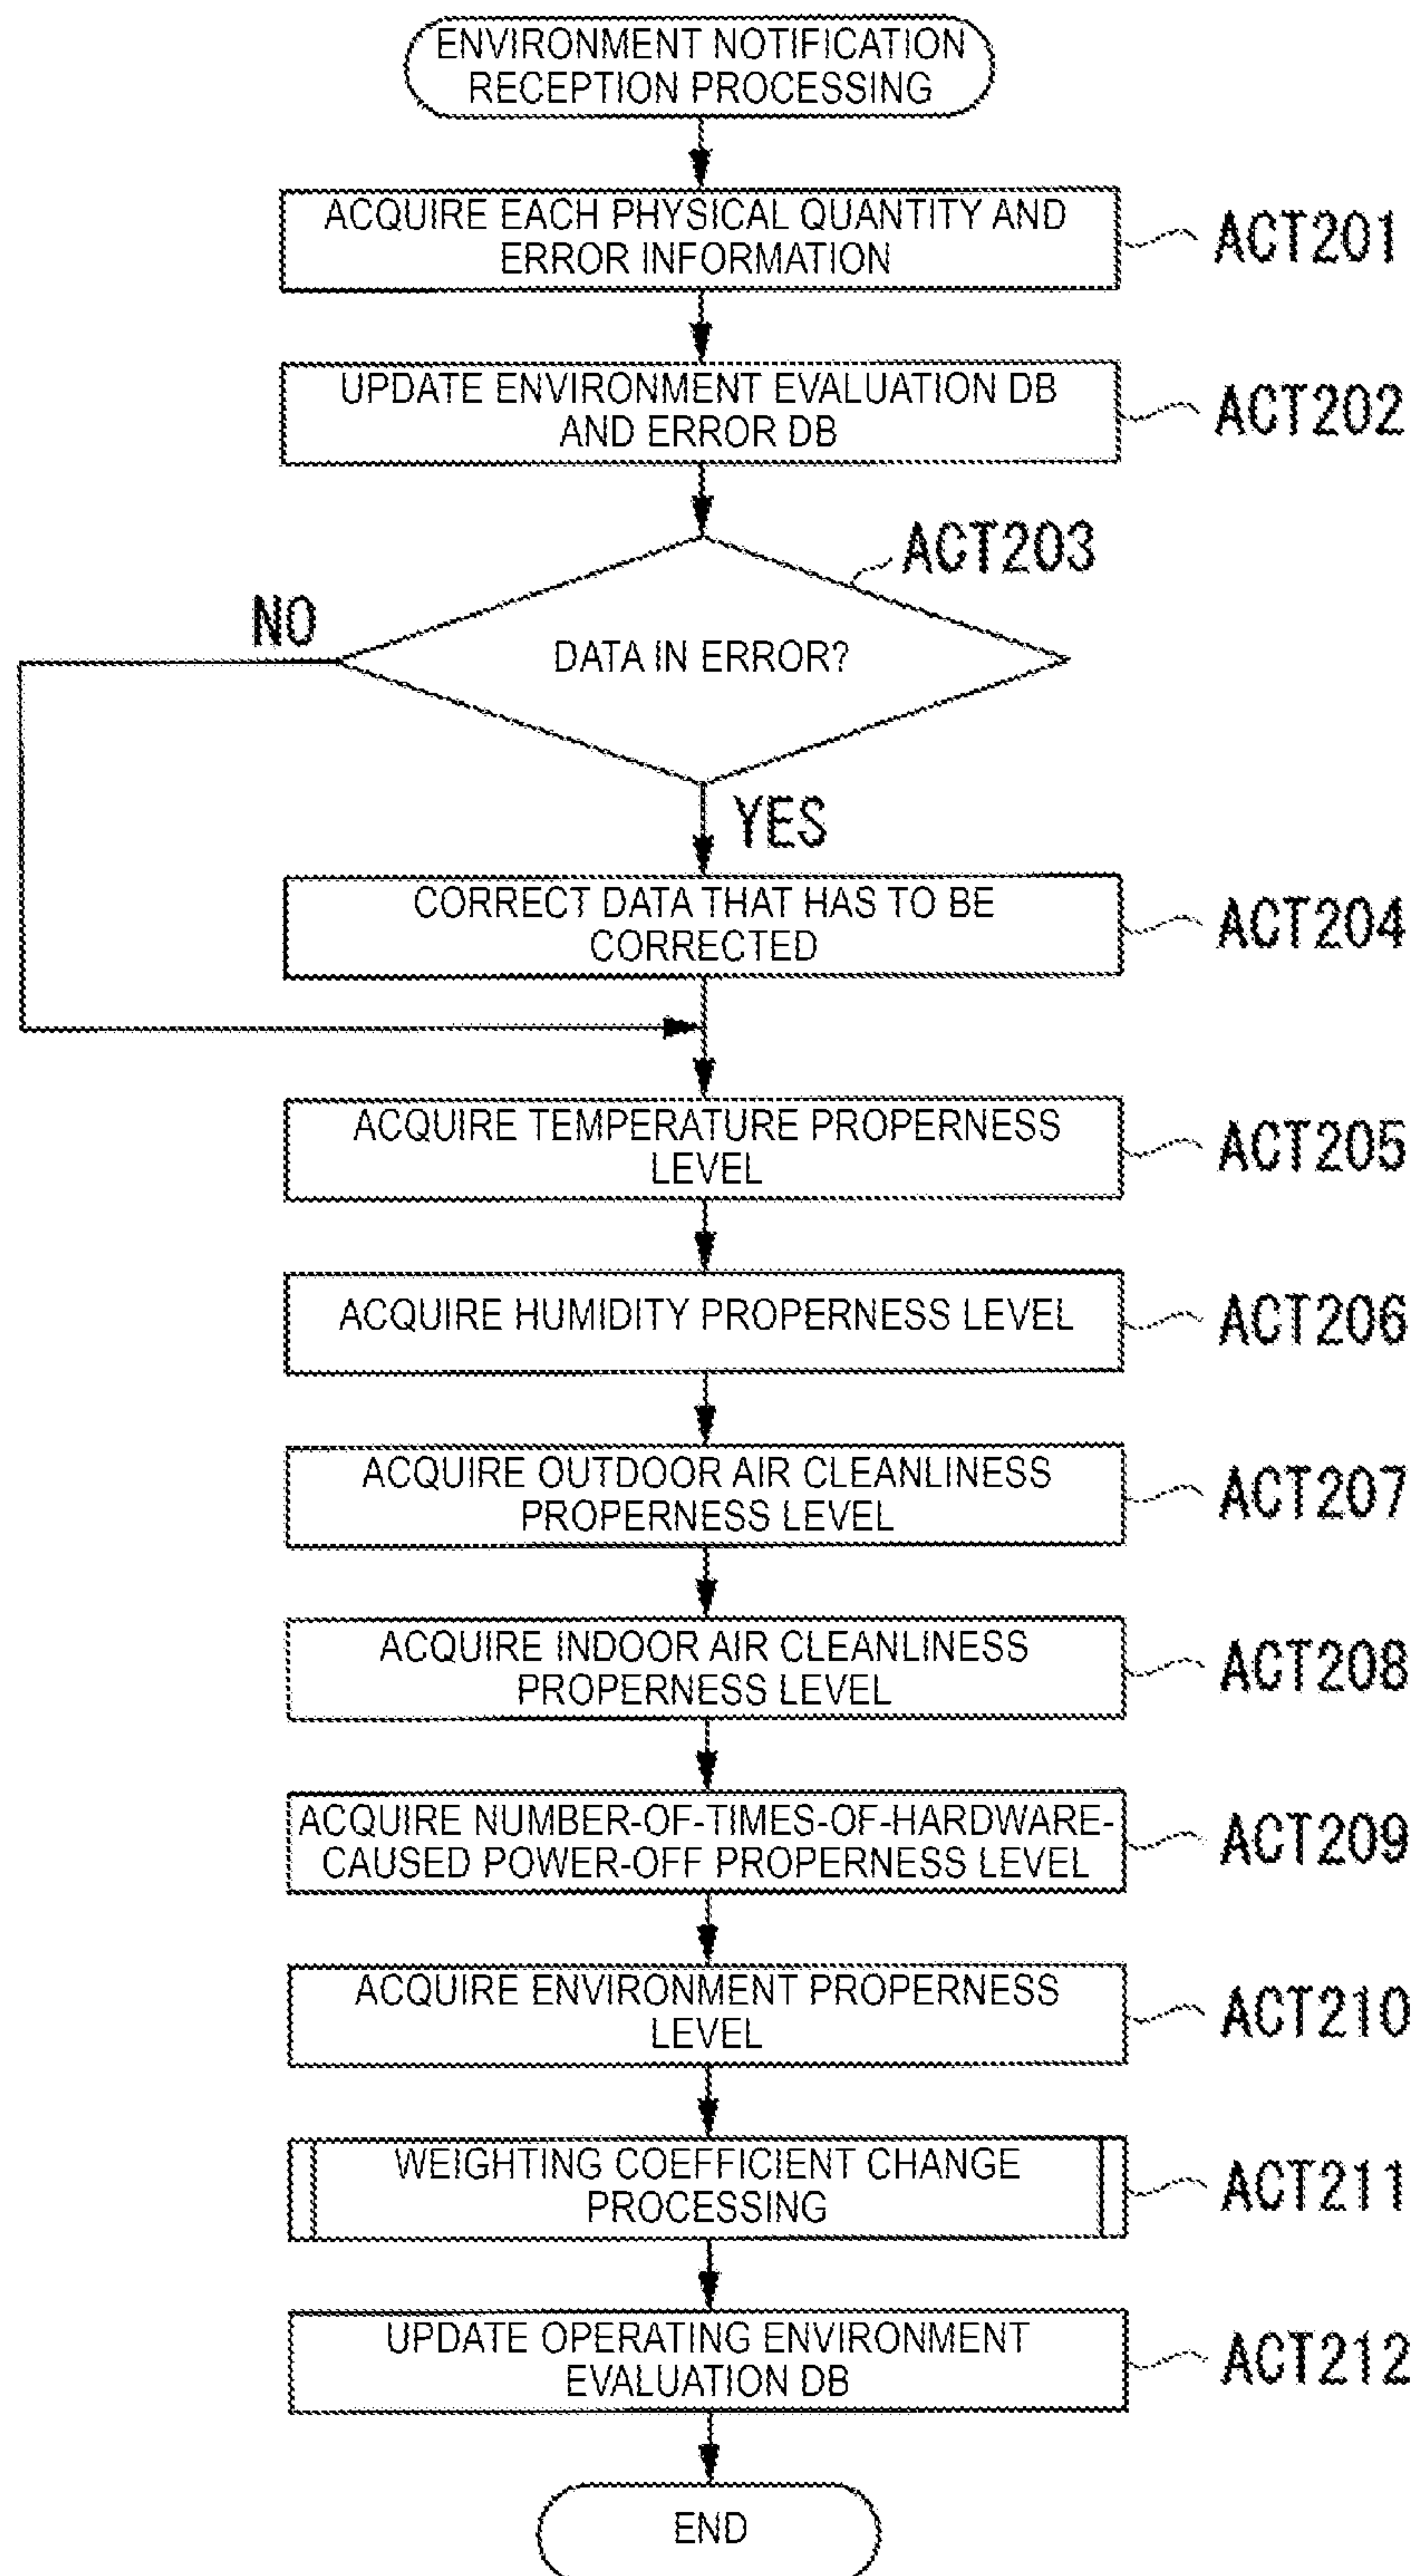 ENVIRONMENT NOTIFICATION
RECEPTION PROCESSING
ACQUIRE EACH PHYSICAL QUANTITY AND
ERROR INFORMATION
ACT201
UPDATE ENVIRONMENT EVALUATION DB
AND ERROR DB
ACT202
ACT203
NO
DATA IN ERROR?
YES
CORRECT DATA THAT HAS TO BE
CORRECTED
ACT204
ACQUIRE TEMPERATURE PROPERNESS
LEVEL
ACT205
ACQUIRE HUMIDITY PROPERNESS LEVEL
ACT206
ACQUIRE OUTDOOR AIR CLEANLINESS
PROPERNESS LEVEL
ACT207
ACQUIRE INDOOR AIR CLEANLINESS
PROPERNESS LEVEL
ACT208
ACQUIRE NUMBER-OF-TIMES-OF-HARDWARE-
CAUSED POWER-OFF PROPERNESS LEVEL
ACT209
ACQUIRE ENVIRONMENT PROPERNESS
LEVEL
ACT210
WEIGHTING COEFFICIENT CHANGE
PROCESSING
ACT211
UPDATE OPERATING ENVIRONMENT
EVALUATION DB
ACT212
END